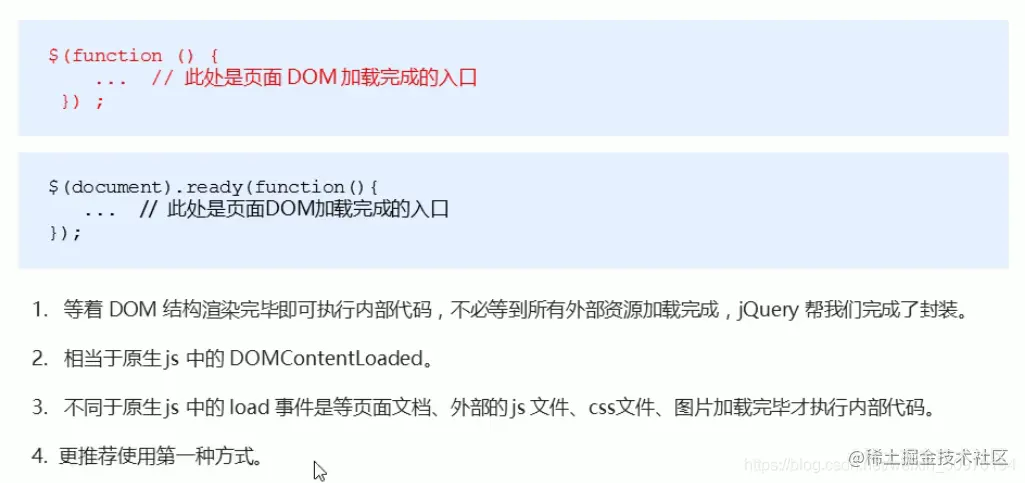 $(function () {
... // 此处是页面 DOM 加载完成的入口
}) ;
$(document).ready(function(){
... // 此处是页面DOM加载完成的入口
});
1. 等着 DOM 结构渲染完毕即可执行内部代码，不必等到所有外部资源加载完成，jQuery 帮我们完成了封装。
2. 相当于原生 js 中的 DOMContentLoaded。
3. 不同于原生 js 中的 load 事件是等页面文档、外部的 js 文件、css文件、图片加载完毕才执行内部代码。
4. 更推荐使用第一种方式。
@稀土掘金技术社区